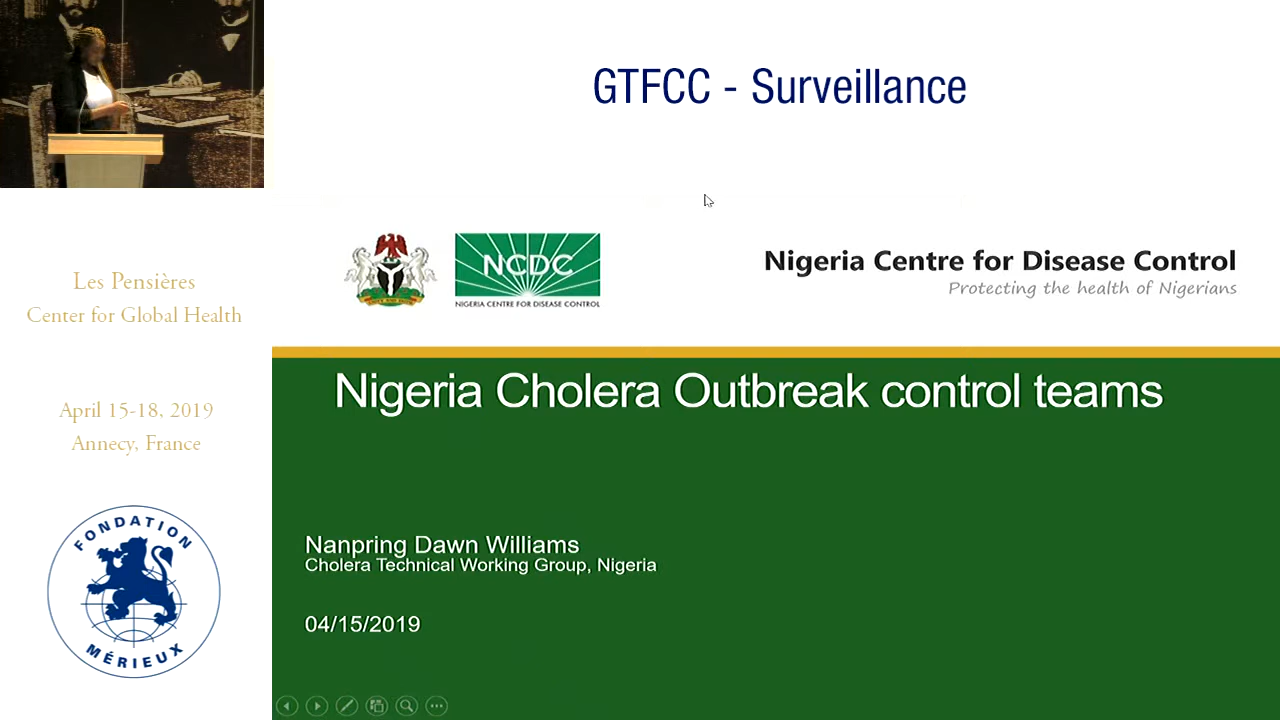 GTFCC - Surveillance
NCDC
NIGERIA CENTRE FOR DISEASE CONTROL
Nigeria Centre for Disease Control
Protecting the health of Nigerians
Les Pensières
Center for Global Health
April 15-18, 2019
Annecy, France
FONDATION
MÉRIEUX
Nigeria Cholera Outbreak control teams
Nanpring Dawn Williams
Cholera Technical Working Group, Nigeria
04/15/2019